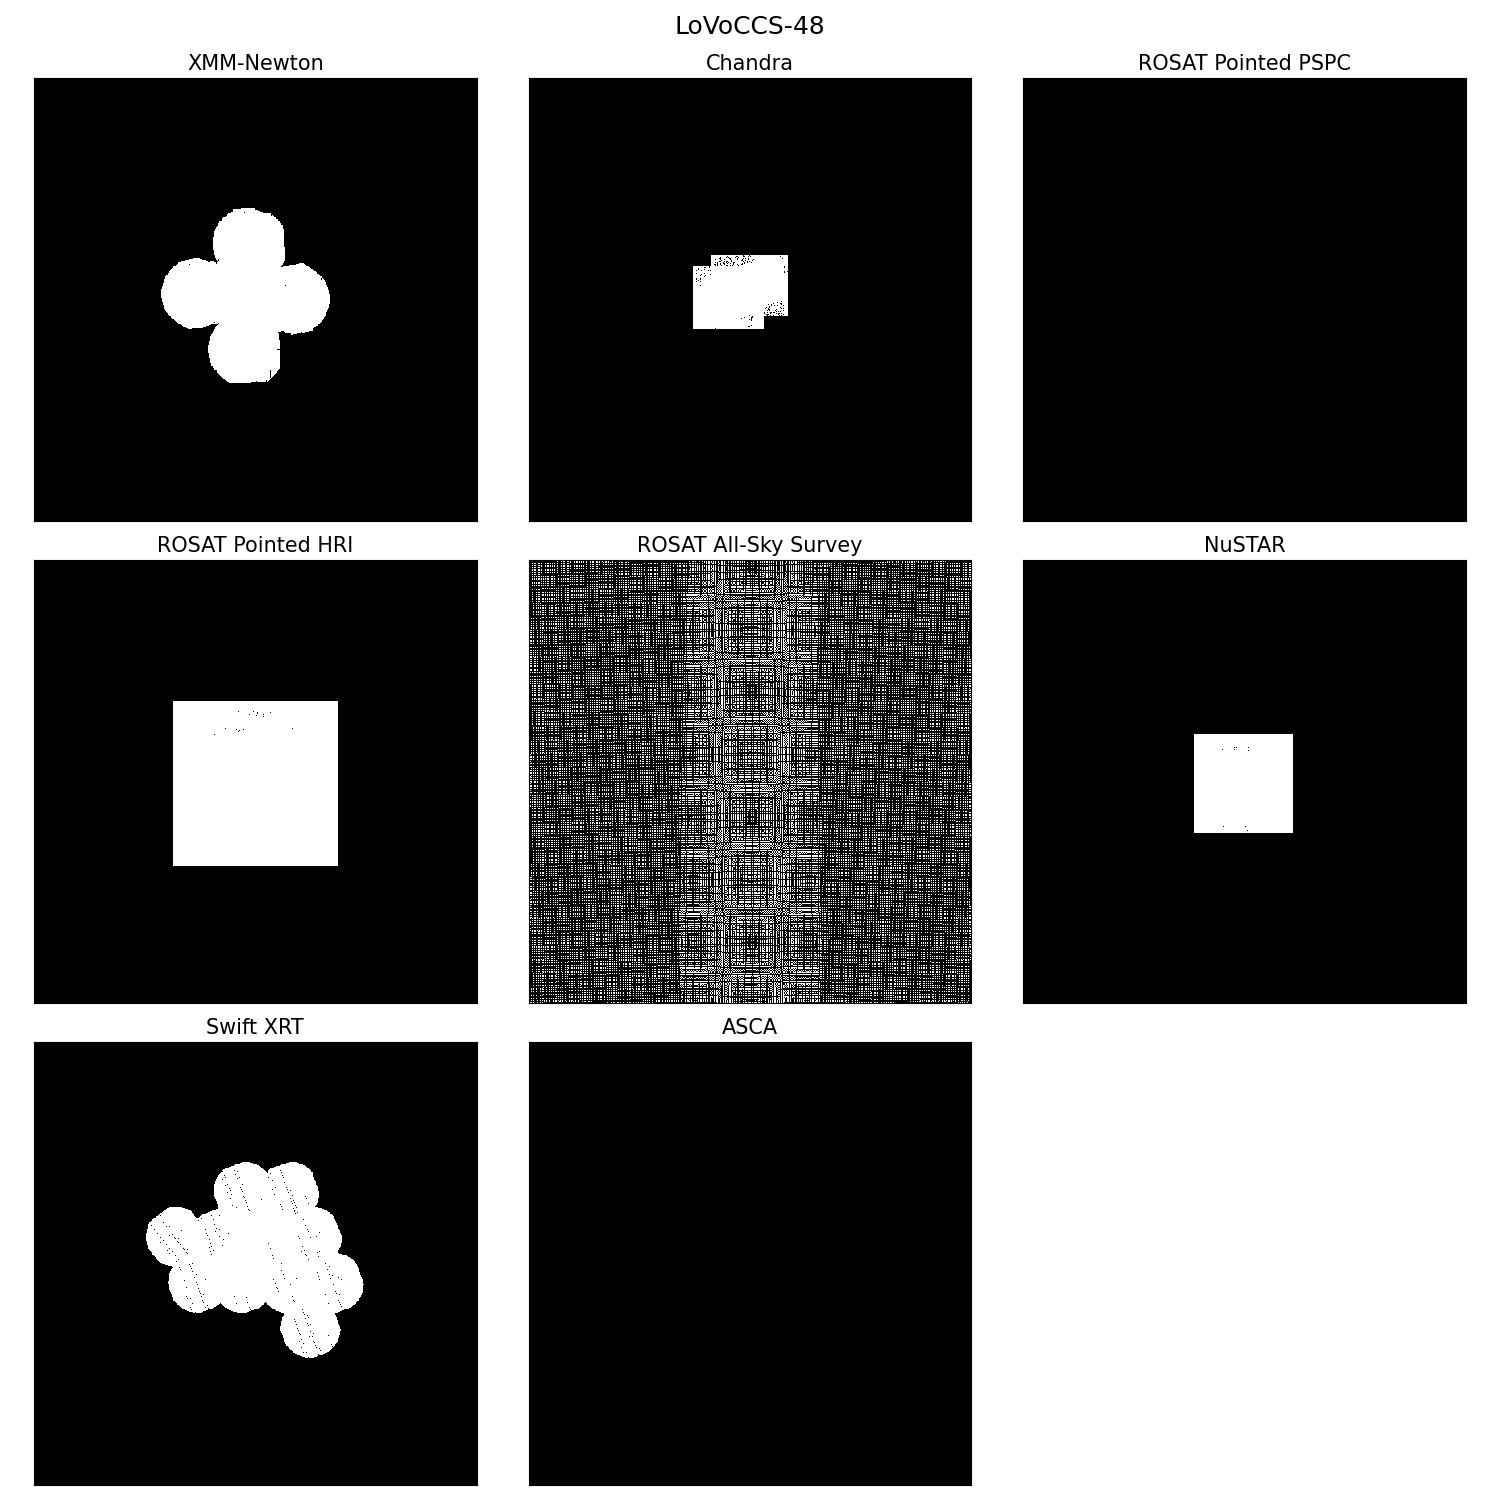 LoVoCCS-48
XMM-Newton
Chandra
ROSAT Pointed PSPC
ROSAT Pointed HRI
ROSAT All-Sky Survey
NuSTAR
Swift XRT
ASCA